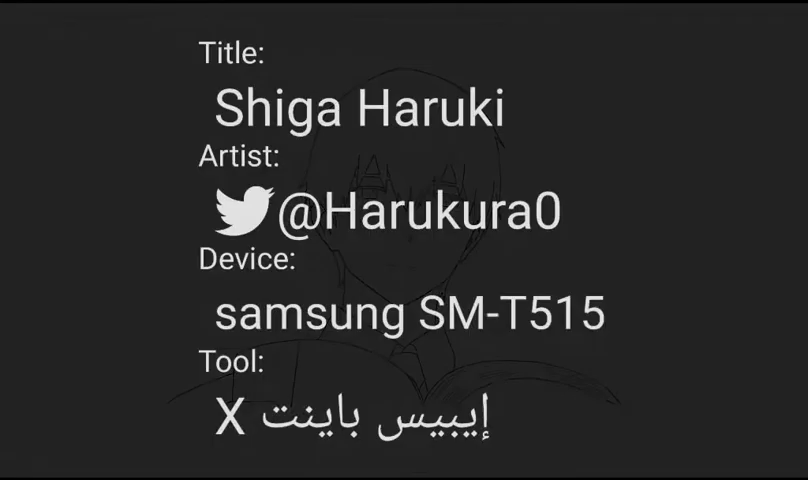 Title:
Shiga Haruki
Artist:
@Harukura0
Device:
samsung SM-T515
Tool:
إيبيس باينت X